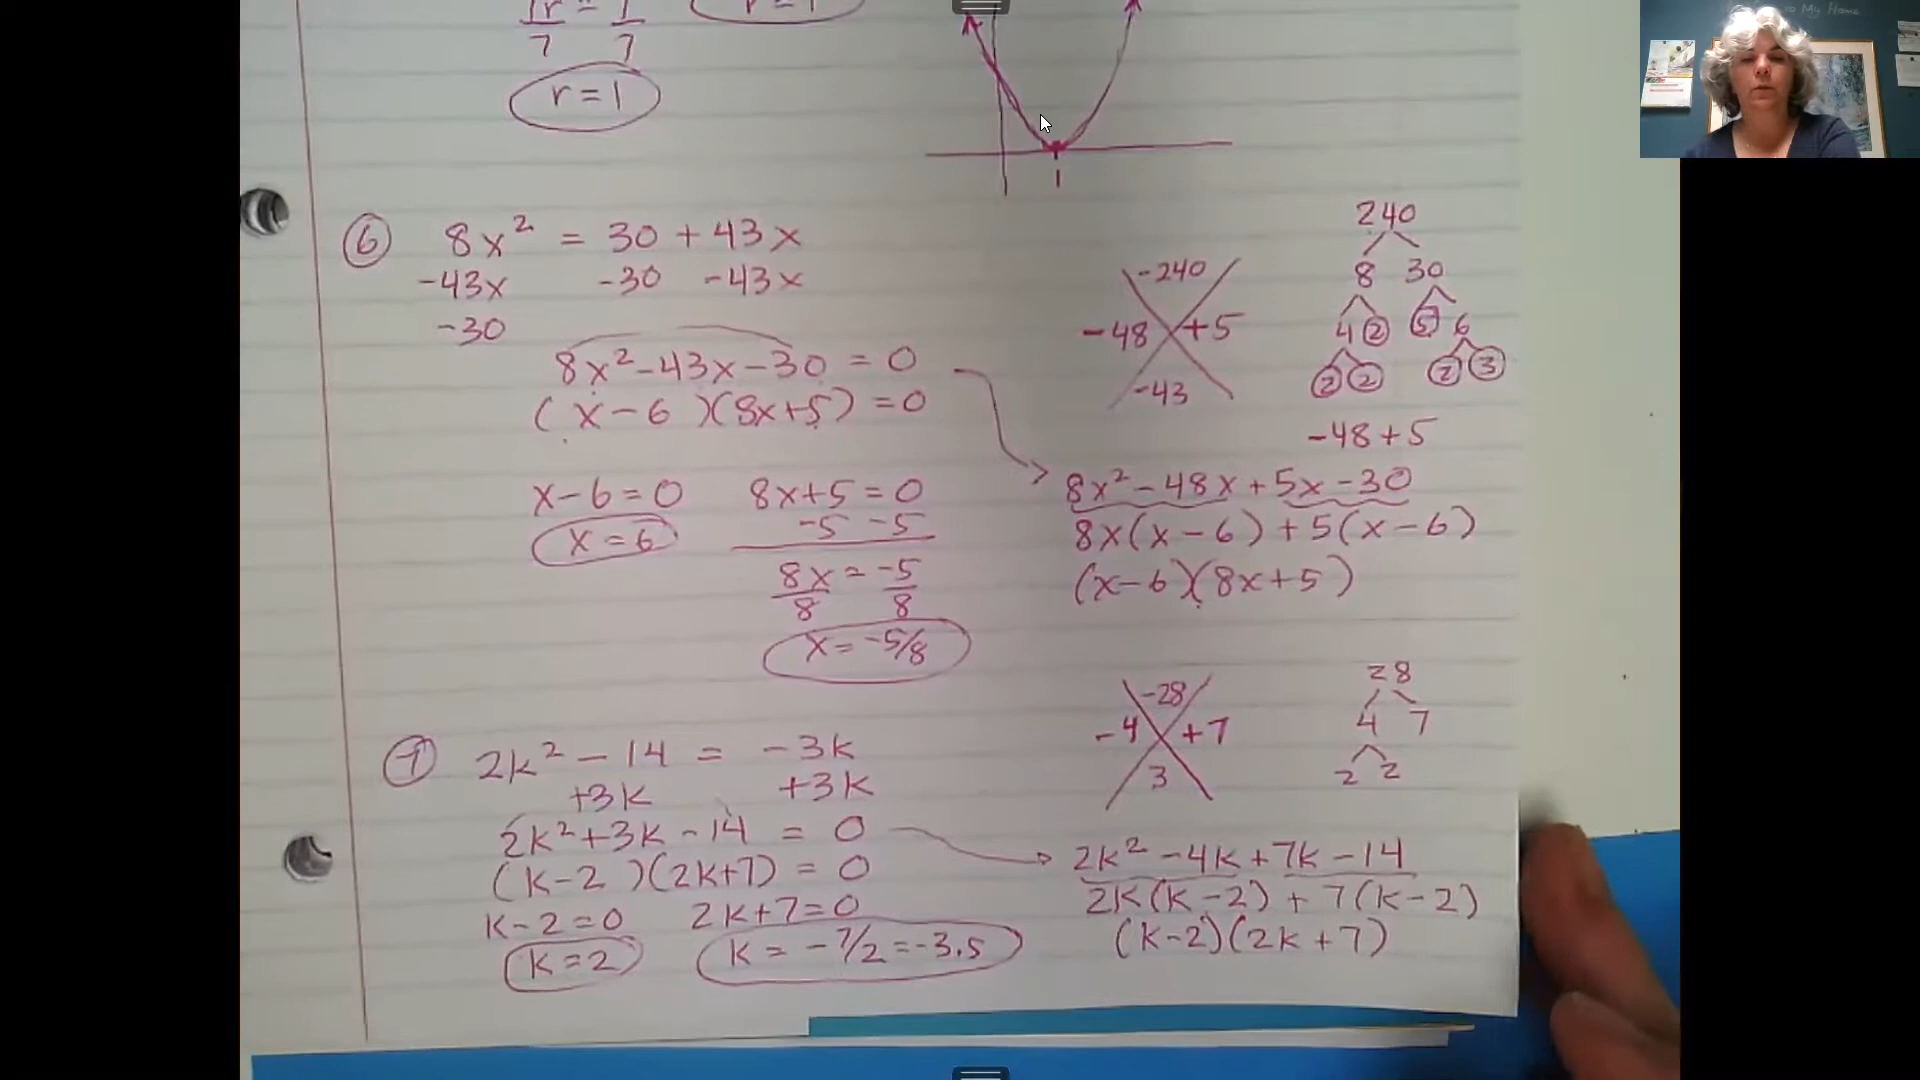 7r = 7
7 7
r = 1
1
⑥ 8x² = 30 + 43x
-43x -30 -43x
-30
8x² - 43x - 30 = 0
(x - 6)(8x + 5) = 0
x - 6 = 0 8x + 5 = 0
-5 -5
x = 6
8x = -5
8 8
x = -5/8
-240
-48 +5
-43
240
8 30
4 2 5 6
2 2 2 3
-48 + 5
8x² - 48x + 5x - 30
8x(x - 6) + 5(x - 6)
(x - 6)(8x + 5)
⑦ 2k² - 14 = -3k
+3k +3k
2k² + 3k - 14 = 0
(k - 2)(2k + 7) = 0
k - 2 = 0 2k + 7 = 0
k = 2 k = -7/2 = -3.5
-28
-4 +7
3
28
4 7
2 2
2k² - 4k + 7k - 14
2k(k - 2) + 7(k - 2)
(k - 2)(2k + 7)
My Home